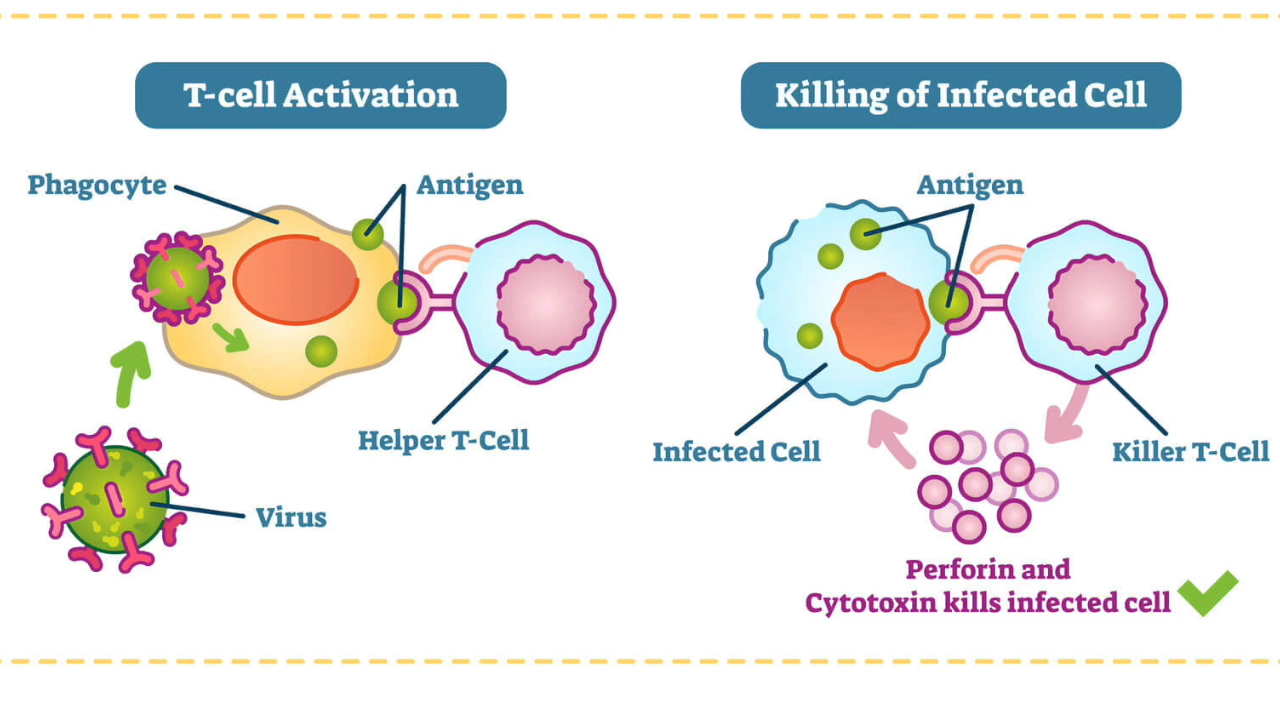 T-cell Activation
Phagocyte
Antigen
Helper T-Cell
Virus
Killing of Infected Cell
Antigen
Infected Cell
Killer T-Cell
Perforin and
Cytotoxin kills infected cell